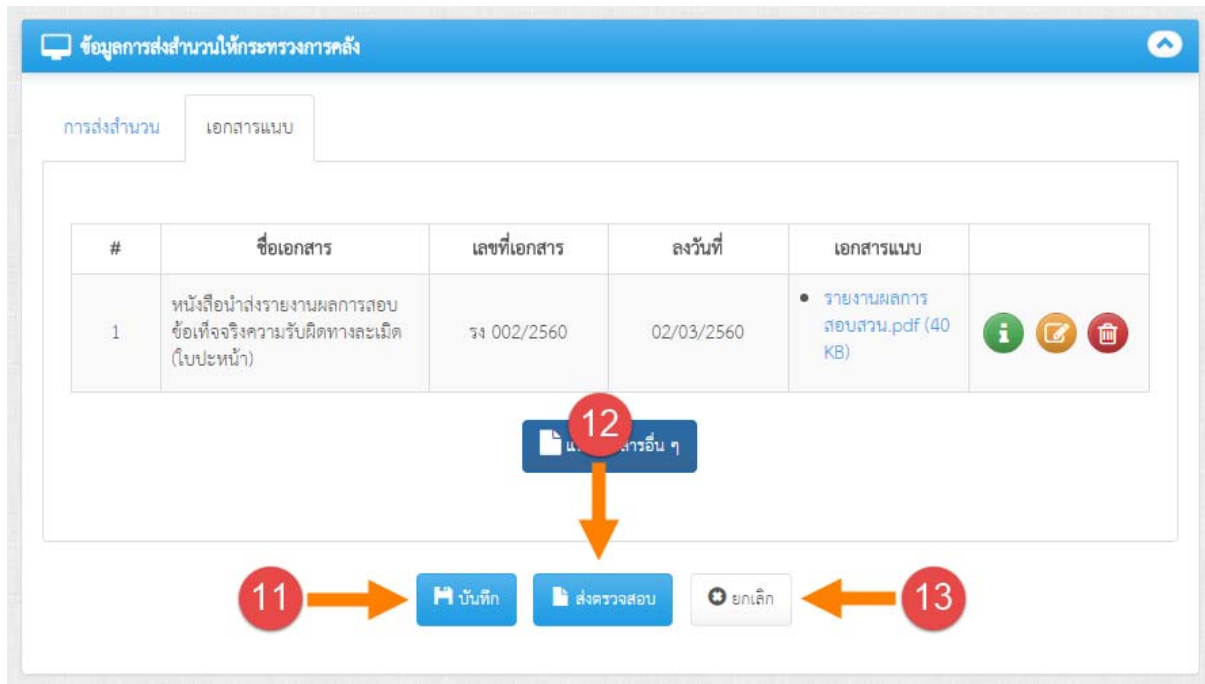 ข้อมูลการส่งสำนวนให้กระทรวงการคลัง
การส่งสำนวน เอกสารแนบ
# ชื่อเอกสาร เลขที่เอกสาร ลงวันที่ เอกสารแนบ
1 หนังสือนำส่งรายงานผลการสอบ
ข้อเท็จจริงความรับผิดทางละเมิด
(ใบปะหน้า) รง 002/2560 02/03/2560 รายงานผลการ
สอบสวน.pdf (40
KB)
12
สารอื่น ๆ
11 บันทึก ส่งตรวจสอบ ยกเลิก 13